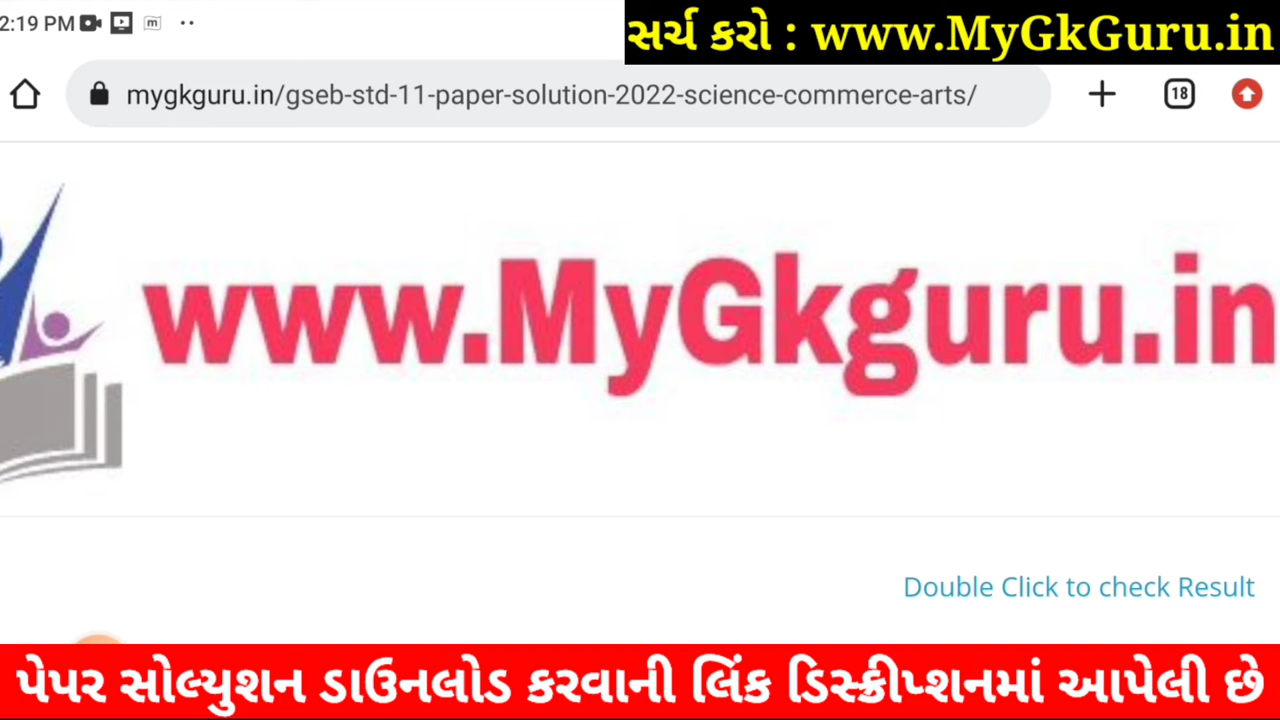 2:19 PM
સર્ચ કરો : www.MyGkGuru.in
mygkguru.in/gseb-std-11-paper-solution-2022-science-commerce-arts/
18
www.MyGkguru.in
Double Click to check Result
પેપર સોલ્યુશન ડાઉનલોડ કરવાની લિંક ડિસ્ક્રીપ્શનમાં આપેલી છે